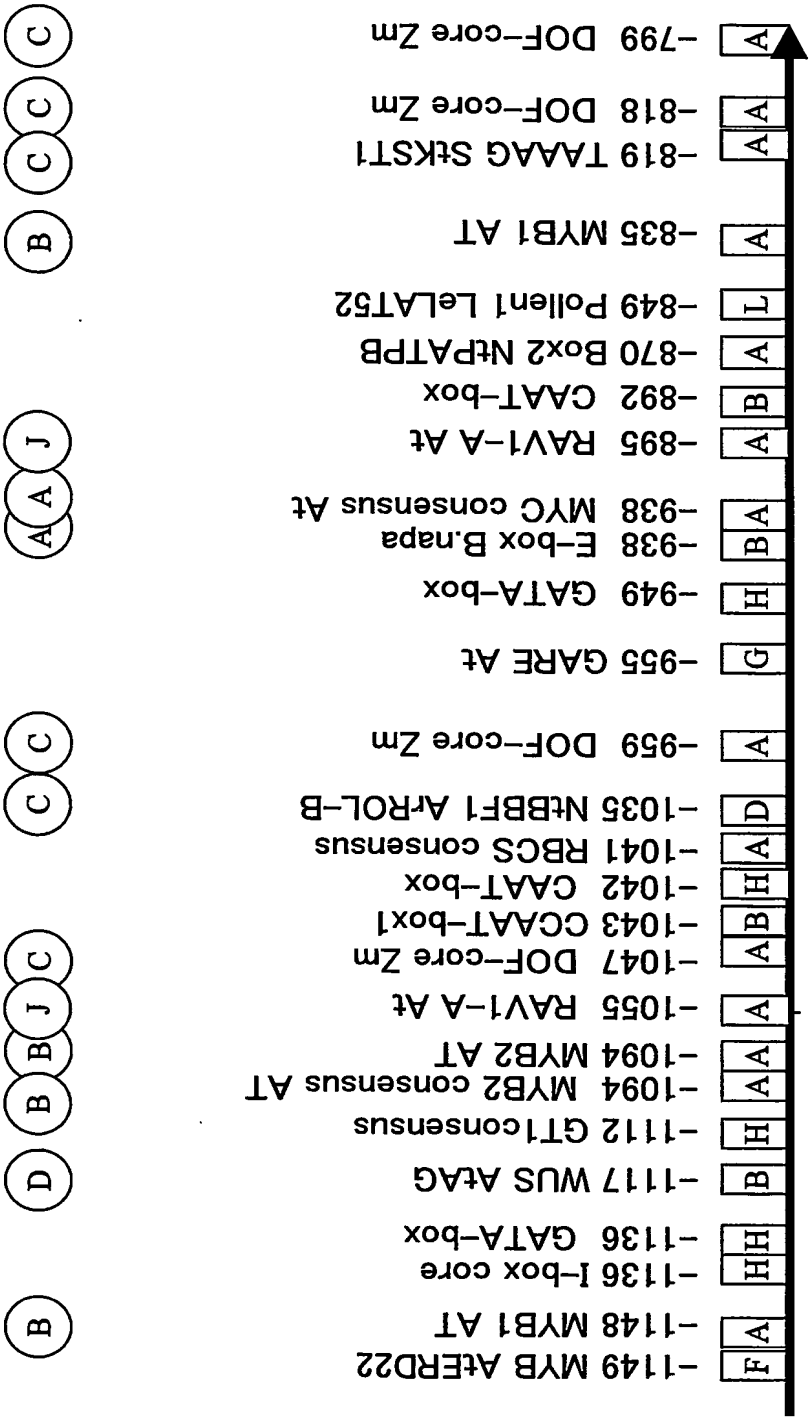 F -1149 MYB AtERD22
A -1148 MYB1 AT B
H -1136 I-box core
H -1136 GATA-box
B -1117 WUS AtAG D
H -1112 GT1consensus
A -1094 MYB2 consensus AT B
A -1094 MYB2 AT B
A -1055 RAV1-A At J
A -1047 DOF-core Zm C
B -1043 CCAAT-box1
H -1042 CAAT-box
A -1041 RBCS consensus
D -1035 NtBBF1 ArROL-B C
A -959 DOF-core Zm C
G -955 GARE At
H -949 GATA-box
B -938 E-box B.napa A
A -938 MYC consensus At A
A -895 RAV1-A At J
B -892 CAAT-box
A -870 Box2 NtPATPB
L -849 Pollen1 LeLAT52
A -835 MYB1 AT B
A -819 TAAAG StKST1 C
A -818 DOF-core Zm C
A -799 DOF-core Zm C